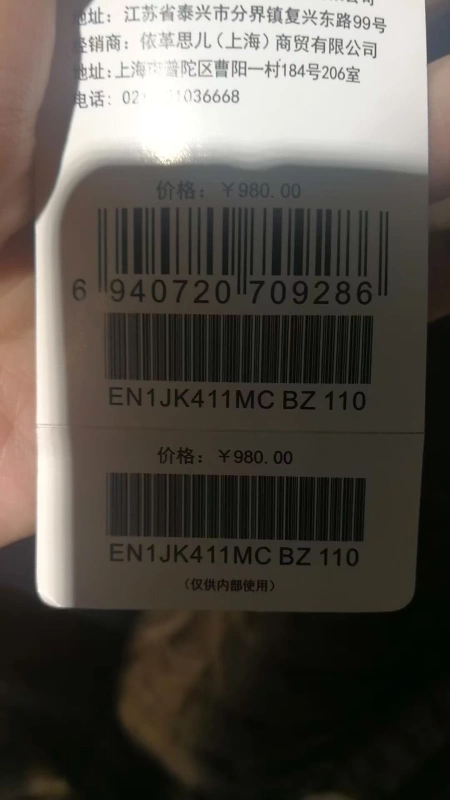 地址：江苏省泰兴市分界镇复兴东路99号
经销商：依革思儿（上海）商贸有限公司
地址：上海市普陀区曹阳一村184号206室
电话：02 1036668
价格：￥980.00
6 940720 709286
EN1JK411MC BZ 110
价格：￥980.00
EN1JK411MC BZ 110
（仅供内部使用）